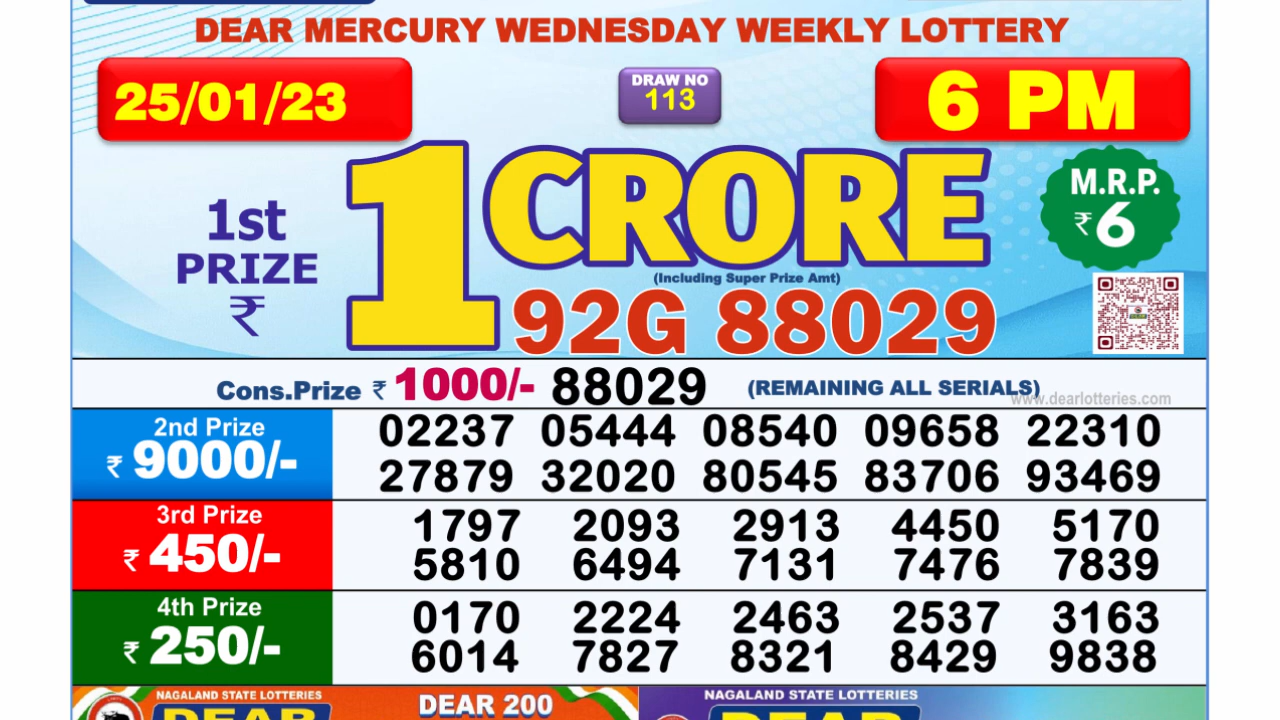 DEAR MERCURY WEDNESDAY WEEKLY LOTTERY
25/01/23
DRAW NO
113
6 PM
1st
PRIZE
₹
1 CRORE
(Including Super Prize Amt)
92G 88029
M.R.P.
₹6
Cons.Prize ₹ 1000/- 88029 (REMAINING ALL SERIALS)
www.dearlotteries.com
2nd Prize
₹ 9000/-
02237 05444 08540 09658 22310
27879 32020 80545 83706 93469
3rd Prize
₹ 450/-
1797 2093 2913 4450 5170
5810 6494 7131 7476 7839
4th Prize
₹ 250/-
0170 2224 2463 2537 3163
6014 7827 8321 8429 9838
NAGALAND STATE LOTTERIES
DEAR
DEAR 200
NAGALAND STATE LOTTERIES
DEAR